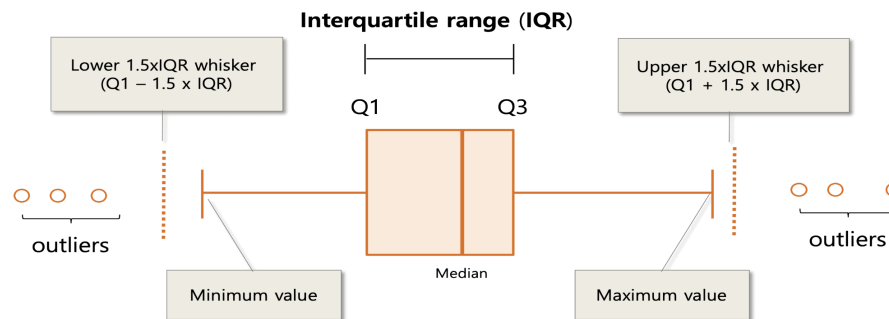 Interquartile range (IQR)
Lower 1.5xIQR whisker
(Q1 – 1.5 x IQR)
Upper 1.5xIQR whisker
(Q1 + 1.5 x IQR)
Q1
Q3
outliers
outliers
Median
Minimum value
Maximum value